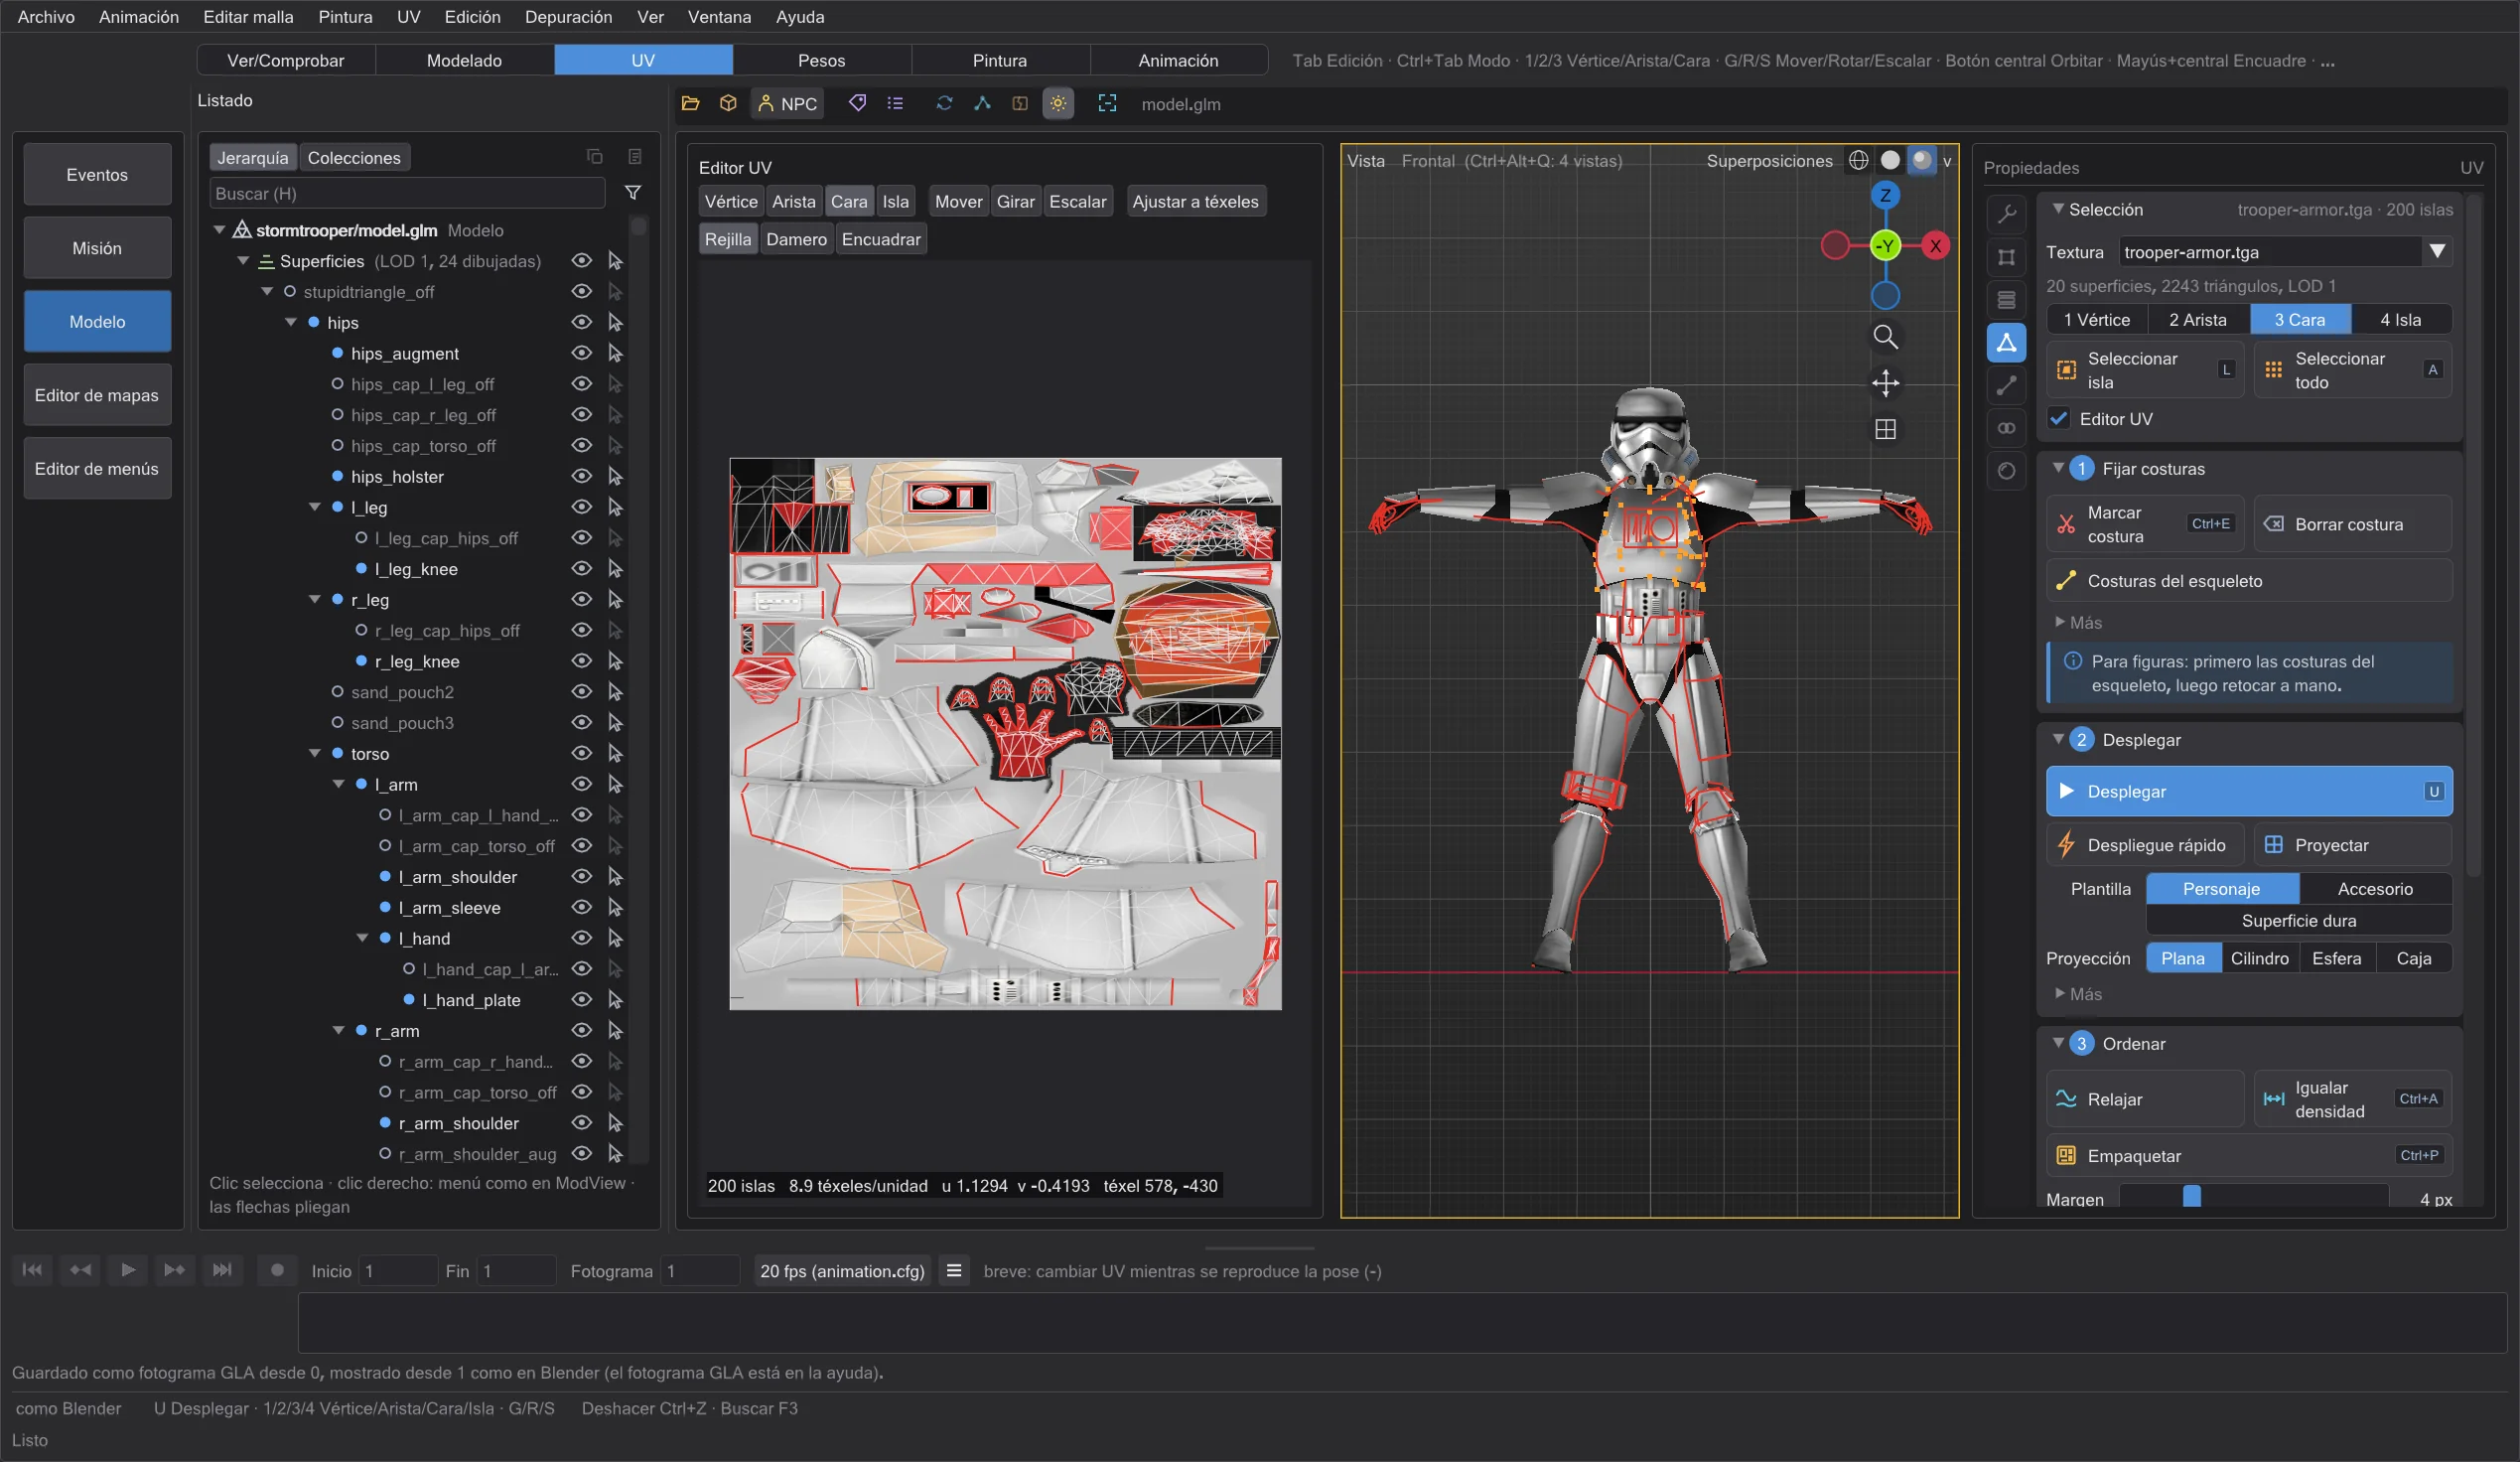 Archivo Animación Editar malla Pintura UV Edición Depuración Ver Ventana Ayuda
Ver/Comprobar Modelado UV Pesos Pintura Animación Tab Edición · Ctrl+Tab Modo · 1/2/3 Vértice/Arista/Cara · G/R/S Mover/Rotar/Escalar · Botón central Orbitar · Mayús+central Encuadre · ...
Listado
NPC model.glm
Eventos
Misión
Modelo
Editor de mapas
Editor de menús
Jerarquía Colecciones
Buscar (H)
stormtrooper/model.glm Modelo
Superficies (LOD 1, 24 dibujadas)
stupidtriangle_off
hips
hips_augment
hips_cap_l_leg_off
hips_cap_r_leg_off
hips_cap_torso_off
hips_holster
l_leg
l_leg_cap_hips_off
l_leg_knee
r_leg
r_leg_cap_hips_off
r_leg_knee
sand_pouch2
sand_pouch3
torso
l_arm
l_arm_cap_l_hand_...
l_arm_cap_torso_off
l_arm_shoulder
l_arm_sleeve
l_hand
l_hand_cap_l_ar...
l_hand_plate
r_arm
r_arm_cap_r_hand...
r_arm_cap_torso_off
r_arm_shoulder
r_arm_shoulder_aug
Clic selecciona · clic derecho: menú como en ModView ·
las flechas pliegan
Editor UV
Vértice Arista Cara Isla Mover Girar Escalar Ajustar a téxeles
Rejilla Damero Encuadrar
200 islas 8.9 téxeles/unidad u 1.1294 v -0.4193 téxel 578, -430
Vista Frontal (Ctrl+Alt+Q: 4 vistas) Superposiciones v
Z
-Y X
Propiedades UV
Selección trooper-armor.tga · 200 islas
Textura trooper-armor.tga
20 superficies, 2243 triángulos, LOD 1
1 Vértice 2 Arista 3 Cara 4 Isla
Seleccionar isla L Seleccionar todo A
Editor UV
1 Fijar costuras
Marcar costura Ctrl+E Borrar costura
Costuras del esqueleto
Más
Para figuras: primero las costuras del
esqueleto, luego retocar a mano.
2 Desplegar
Desplegar U
Despliegue rápido Proyectar
Plantilla Personaje Accesorio
Superficie dura
Proyección Plana Cilindro Esfera Caja
Más
3 Ordenar
Relajar Igualar densidad Ctrl+A
Empaquetar Ctrl+P
Margen 4 px
Inicio 1 Fin 1 Fotograma 1 20 fps (animation.cfg) breve: cambiar UV mientras se reproduce la pose (-)
Guardado como fotograma GLA desde 0, mostrado desde 1 como en Blender (el fotograma GLA está en la ayuda).
como Blender U Desplegar · 1/2/3/4 Vértice/Arista/Cara/Isla · G/R/S Deshacer Ctrl+Z · Buscar F3
Listo